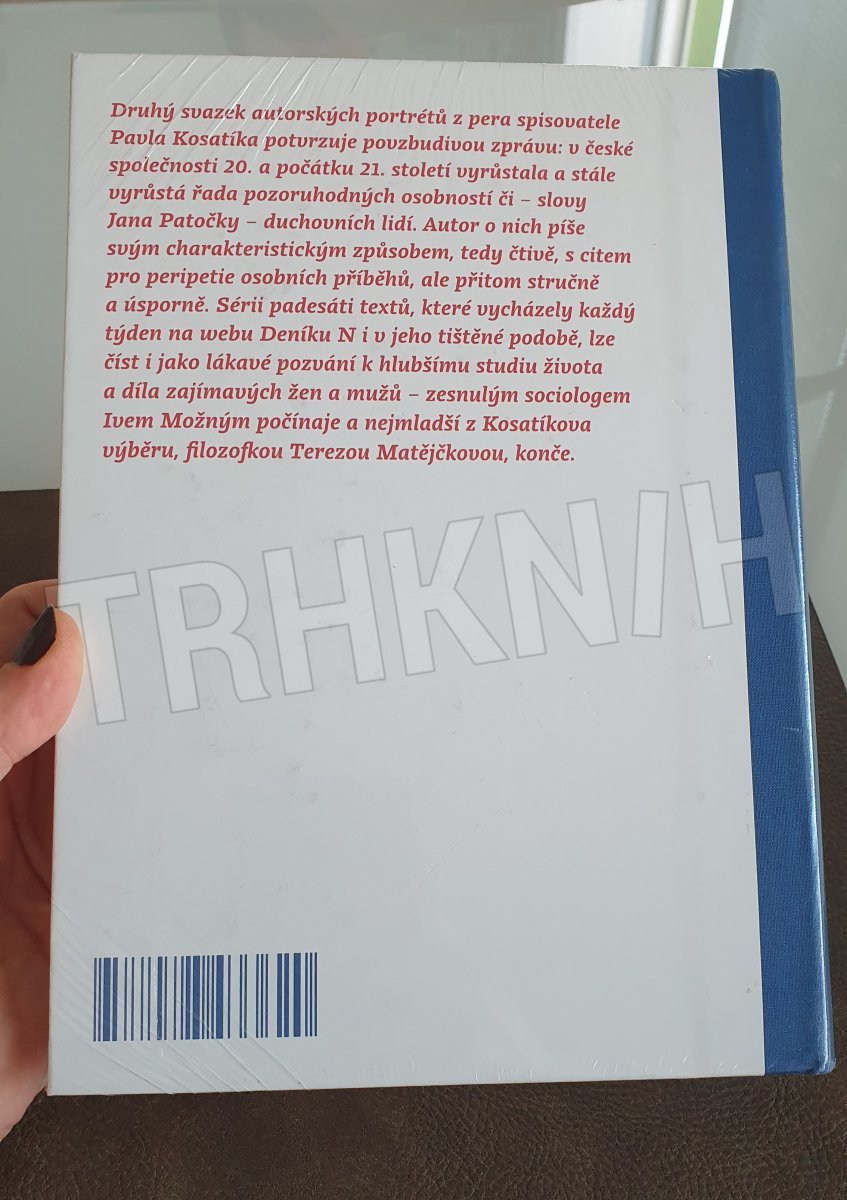 Druhý svazek autorských portrétů z pera spisovatele
Pavla Kosatíka potvrzuje povzbudivou zprávu: v české
společnosti 20. a počátku 21. století vyrůstala a stále
vyrůstá řada pozoruhodných osobností či – slovy
Jana Patočky – duchovních lidí. Autor o nich píše
svým charakteristickým způsobem, tedy čtivě, s citem
pro peripetie osobních příběhů, ale přitom stručně
a úsporně. Sérii padesáti textů, které vycházely každý
týden na webu Deníku N i v jeho tištěné podobě, lze
číst i jako lákavé pozvání k hlubšímu studiu života
a díla zajímavých žen a mužů – zesnulým sociologem
Ivem Možným počínaje a nejmladší z Kosatíkova
výběru, filozofkou Terezou Matějčkovou, konče.
TRHKNIH